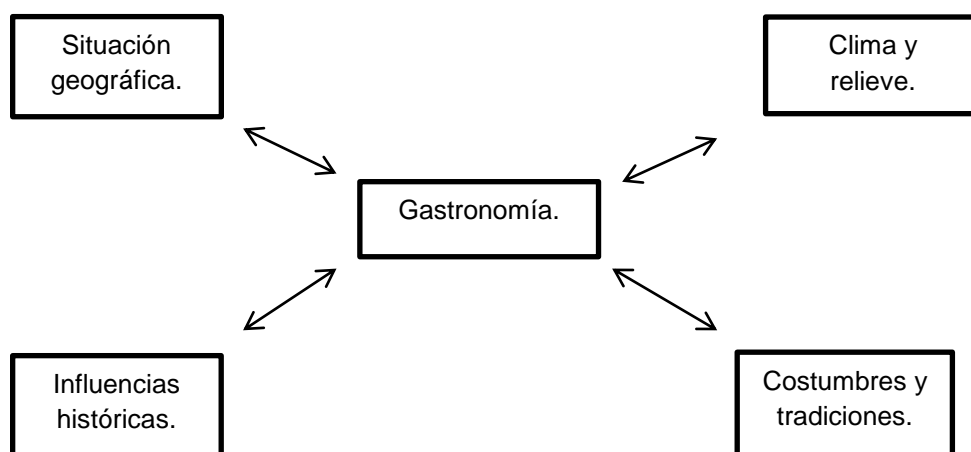 Situación
geográfica.
Clima y
relieve.
Gastronomía.
Influencias
históricas.
Costumbres y
tradiciones.